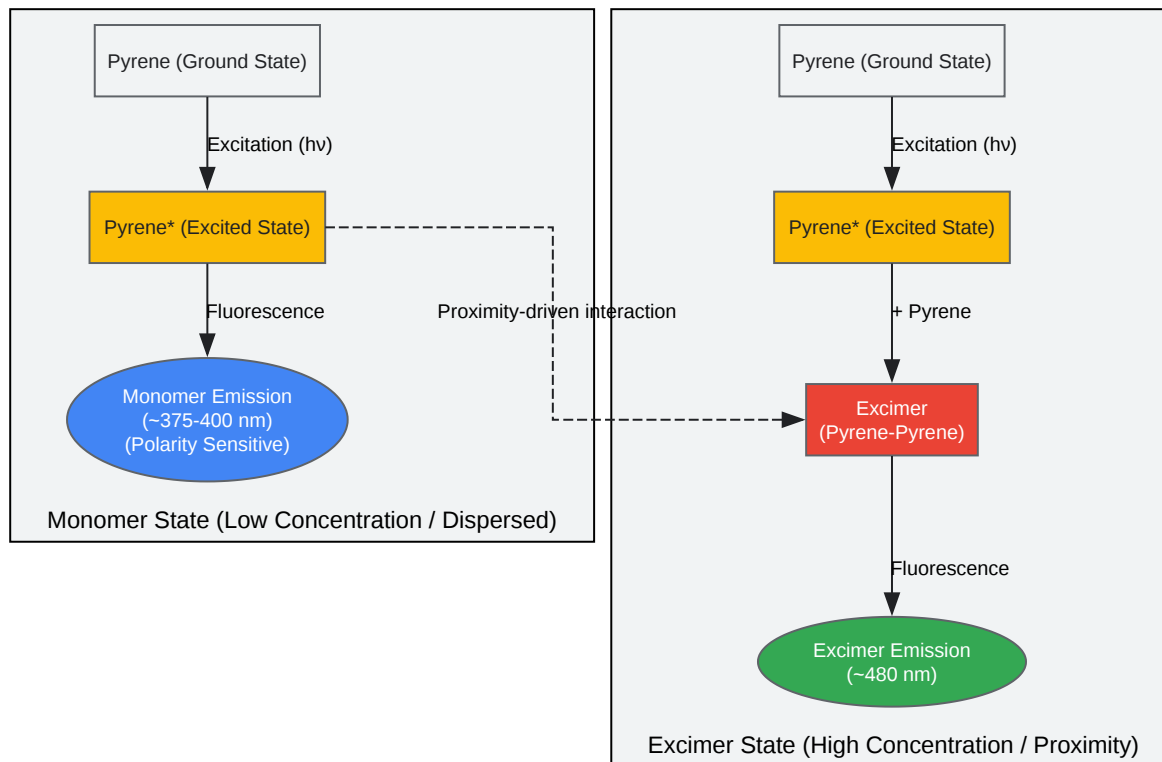 Pyrene (Ground State)
Excitation (hν)
Pyrene* (Excited State)
Fluorescence
Monomer Emission
(~375-400 nm)
(Polarity Sensitive)
Monomer State (Low Concentration / Dispersed)
Proximity-driven interaction
Pyrene (Ground State)
Excitation (hν)
Pyrene* (Excited State)
+ Pyrene
Excimer
(Pyrene-Pyrene)
Fluorescence
Excimer Emission
(~480 nm)
Excimer State (High Concentration / Proximity)